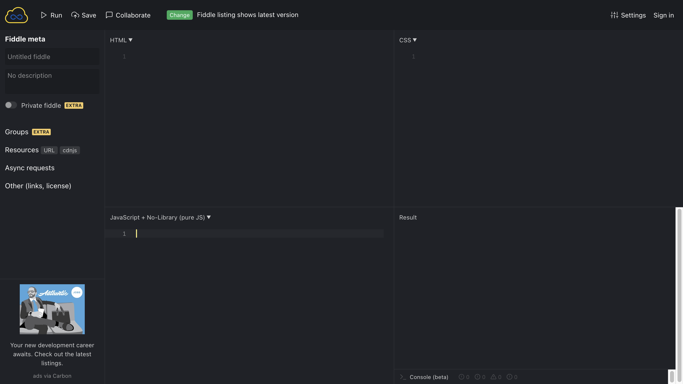 Run
Save
Collaborate
Change
Fiddle listing shows latest version
Settings
Sign in
Fiddle meta
Untitled fiddle
No description
Private fiddle EXTRA
Groups EXTRA
Resources URL cdnjs
Async requests
Other (links, license)
Your new development career
awaits. Check out the latest
listings.
ads via Carbon
HTML ▼
1
CSS ▼
1
JavaScript + No-Library (pure JS) ▼
1
Result
>_ Console (beta) 0 0 0 0